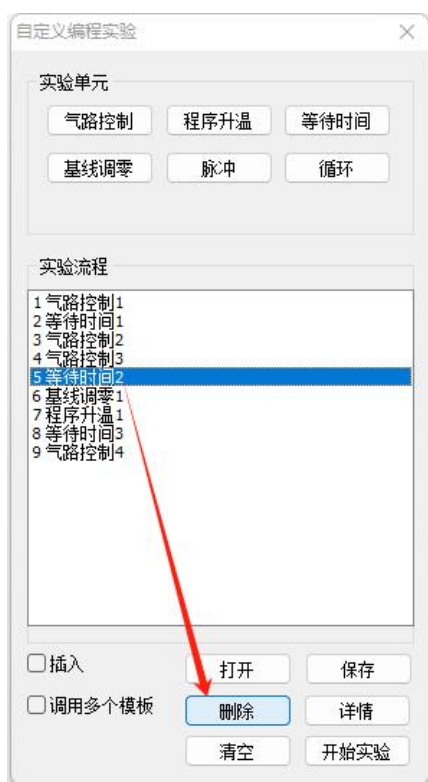 自定义编程实验
实验单元
气路控制 程序升温 等待时间
基线调零 脉冲 循环
实验流程
1 气路控制1
2 等待时间1
3 气路控制2
4 气路控制3
5 等待时间2
6 基线调零1
7 程序升温1
8 等待时间3
9 气路控制4
插入 打开 保存
调用多个模板 删除 详情
清空 开始实验